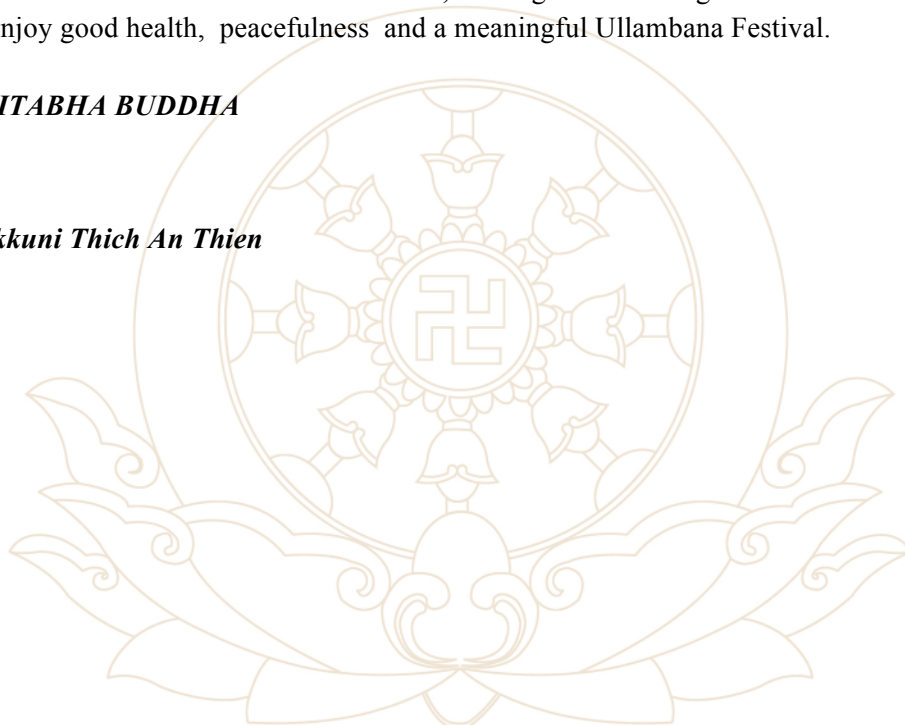 njoy good health, peacefulness and a meaningful Ullambana Festival.
ITABHA BUDDHA
kkuni Thich An Thien